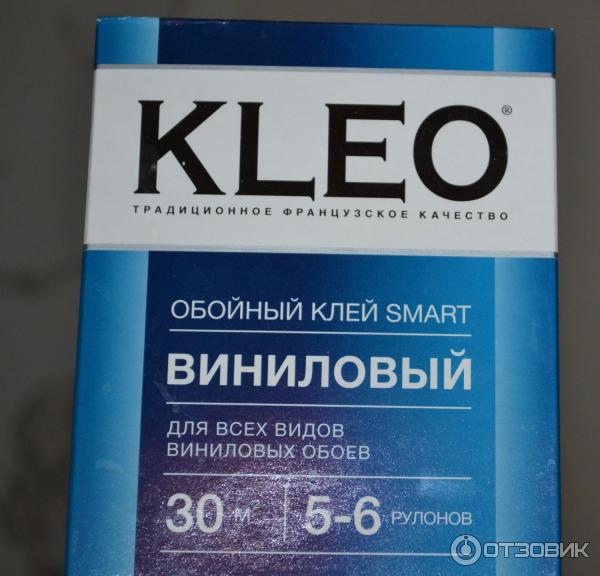 KLEO®
ТРАДИЦИОННОЕ ФРАНЦУЗСКОЕ КАЧЕСТВО
ОБОЙНЫЙ КЛЕЙ SMART
ВИНИЛОВЫЙ
ДЛЯ ВСЕХ ВИДОВ
ВИНИЛОВЫХ ОБОЕВ
30 М² 5-6 РУЛОНОВ
ОТЗОВИК